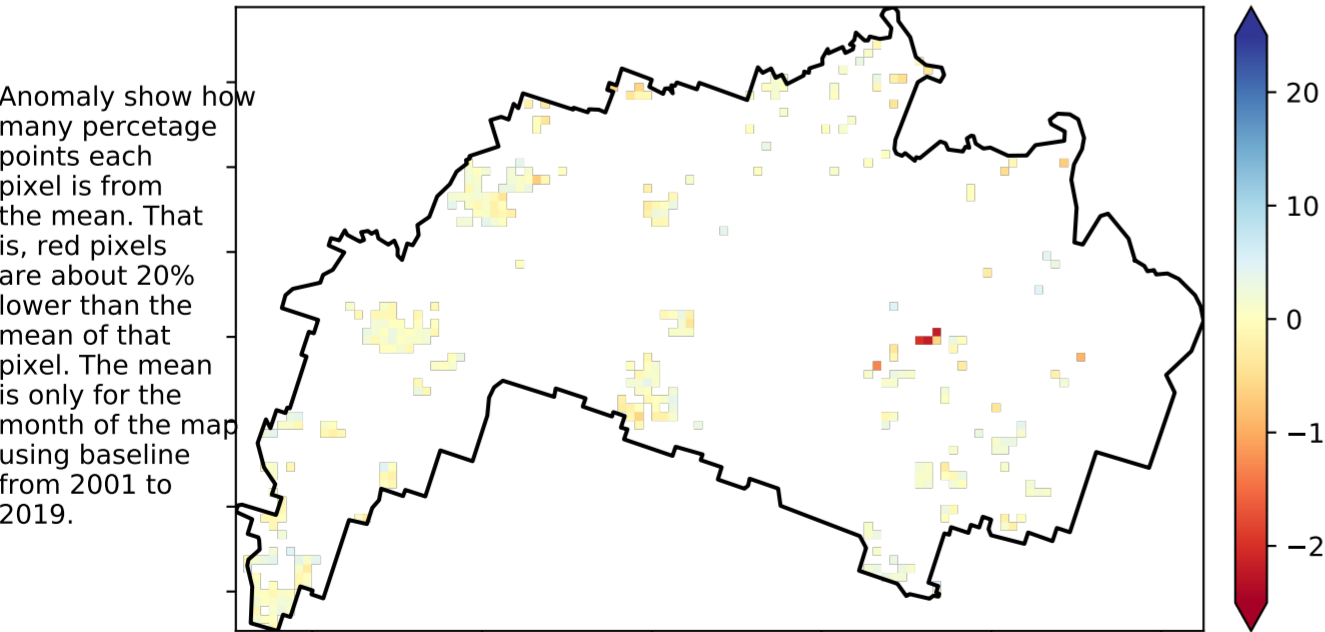 Anomaly show how
many percetage
points each
pixel is from
the mean. That
is, red pixels
are about 20%
lower than the
mean of that
pixel. The mean
is only for the
month of the map
using baseline
from 2001 to
2019.
20
10
0
−1
−2